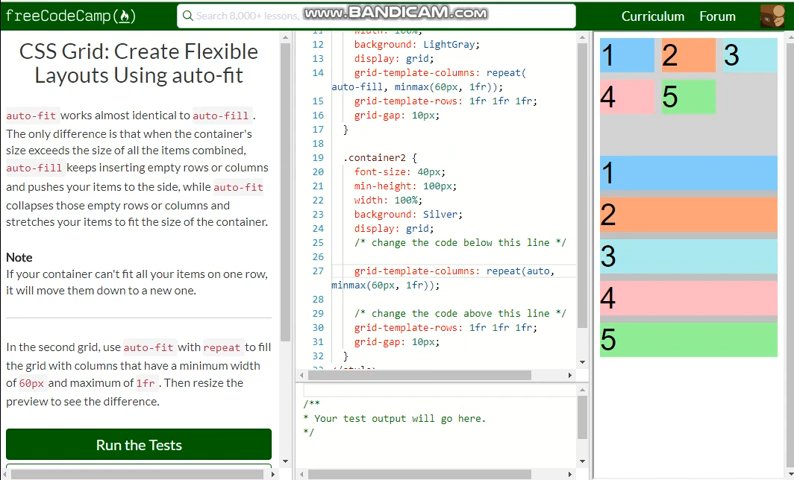 freeCodeCamp
Search 8,000+ lessons,
www.BANDICAM.com
Curriculum
Forum
CSS Grid: Create Flexible
Layouts Using auto-fit
auto-fit works almost identical to auto-fill .
The only difference is that when the container's
size exceeds the size of all the items combined,
auto-fill keeps inserting empty rows or columns
and pushes your items to the side, while auto-fit
collapses those empty rows or columns and
stretches your items to fit the size of the container.
Note
If your container can't fit all your items on one row,
it will move them down to a new one.
In the second grid, use auto-fit with repeat to fill
the grid with columns that have a minimum width
of 60px and maximum of 1fr . Then resize the
preview to see the difference.
Run the Tests
11 width: 100%;
12 background: LightGray;
13 display: grid;
14 grid-template-columns: repeat(
auto-fill, minmax(60px, 1fr));
15 grid-template-rows: 1fr 1fr 1fr;
16 grid-gap: 10px;
17 }
18
19 .container2 {
20 font-size: 40px;
21 min-height: 100px;
22 width: 100%;
23 background: Silver;
24 display: grid;
25 /* change the code below this line */
26
27 grid-template-columns: repeat(auto,
minmax(60px, 1fr));
28
29 /* change the code above this line */
30 grid-template-rows: 1fr 1fr 1fr;
31 grid-gap: 10px;
32 }
/**
* Your test output will go here.
*/
1 2 3
4 5
1
2
3
4
5